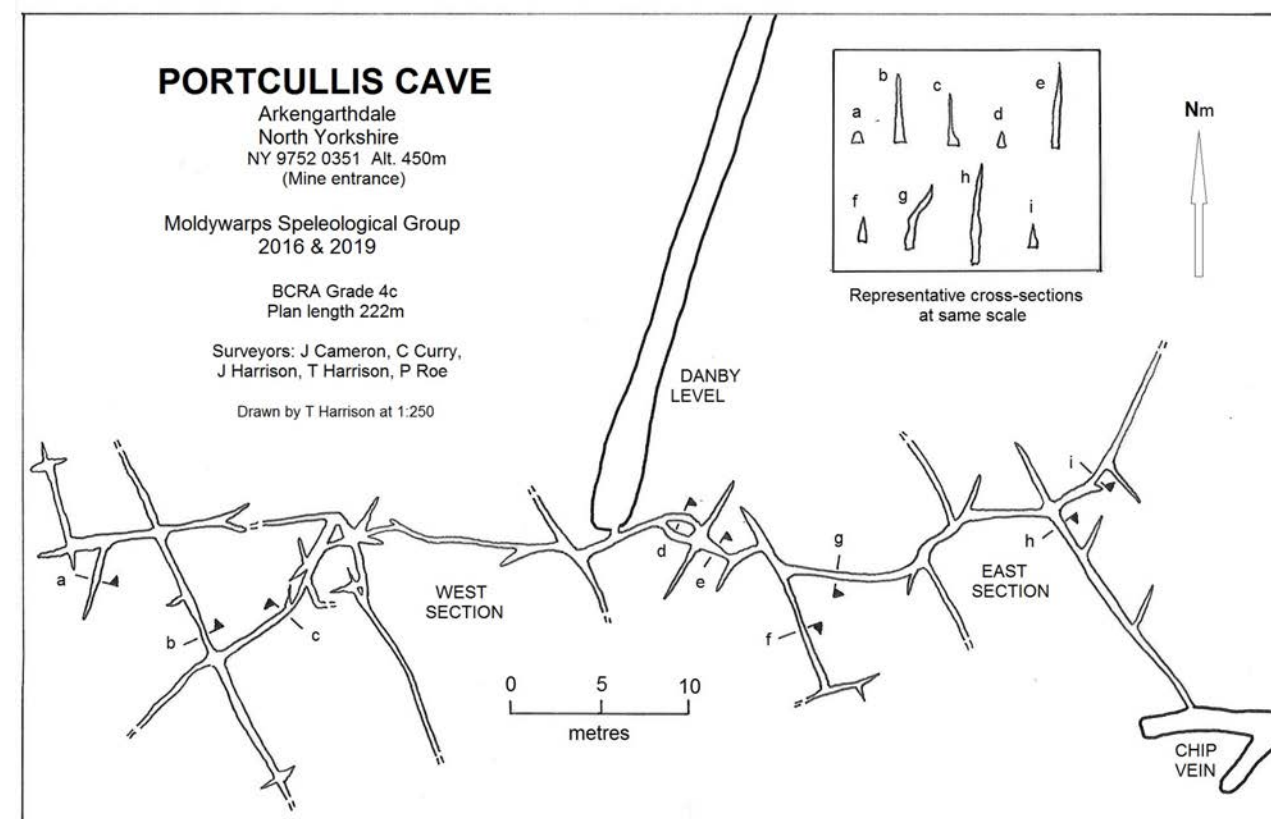 PORTCULLIS CAVE
Arkengarthdale
North Yorkshire
NY 9752 0351 Alt. 450m
(Mine entrance)
Moldywarps Speleological Group
2016 & 2019
BCRA Grade 4c
Plan length 222m
Surveyors: J Cameron, C Curry,
J Harrison, T Harrison, P Roe
Drawn by T Harrison at 1:250
a
b
c
d
e
f
g
h
i
Representative cross-sections
at same scale
Nm
DANBY
LEVEL
a
b
c
WEST
SECTION
d
e
f
g
EAST
SECTION
h
i
0 5 10
metres
CHIP
VEIN